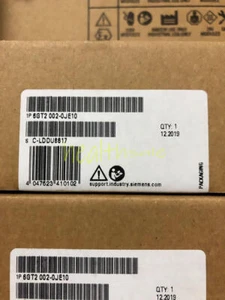 1P 6GT2 002-0JE10
QTY: 1
12.2019
S C-LDDU8617
4 047623 410102
support.industry.siemens.com
PACKAGING
1P 6GT2 002-0JE10
QTY: 1
12.2019